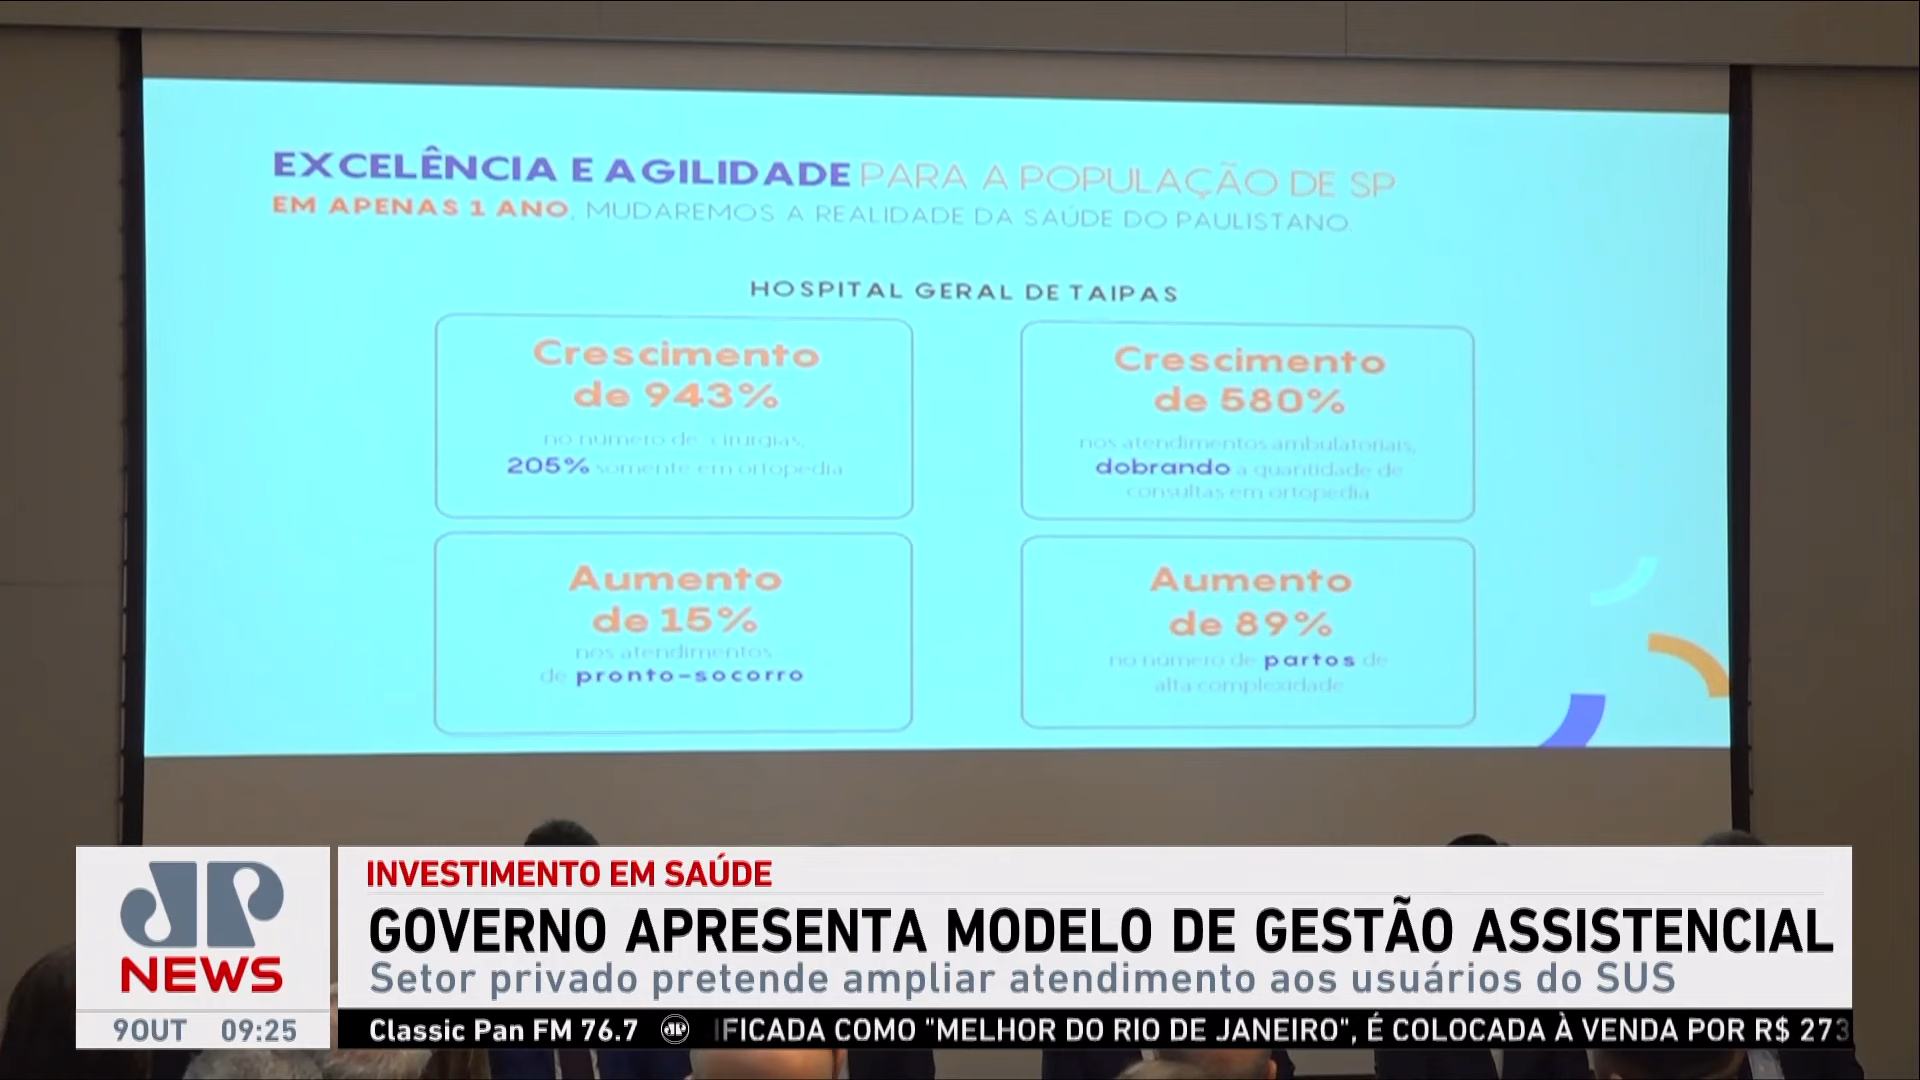 EXCELÊNCIA E AGILIDADE PARA A POPULAÇÃO DE SP
EM APENAS 1 ANO, MUDAREMOS A REALIDADE DA SAÚDE DO PAULISTANO.
HOSPITAL GERAL DE TAIPAS
Crescimento
de 943%
no número de cirurgias,
205% somente em ortopedia
Crescimento
de 580%
nos atendimentos ambulatoriais,
dobrando a quantidade de
consultas em ortopedia
Aumento
de 15%
nos atendimentos
de pronto-socorro
Aumento
de 89%
no número de partos de
alta complexidade
JP
NEWS
9OUT 09:25
INVESTIMENTO EM SAÚDE
GOVERNO APRESENTA MODELO DE GESTÃO ASSISTENCIAL
Setor privado pretende ampliar atendimento aos usuários do SUS
Classic Pan FM 76.7 JP IFICADA COMO "MELHOR DO RIO DE JANEIRO", É COLOCADA À VENDA POR R$ 273